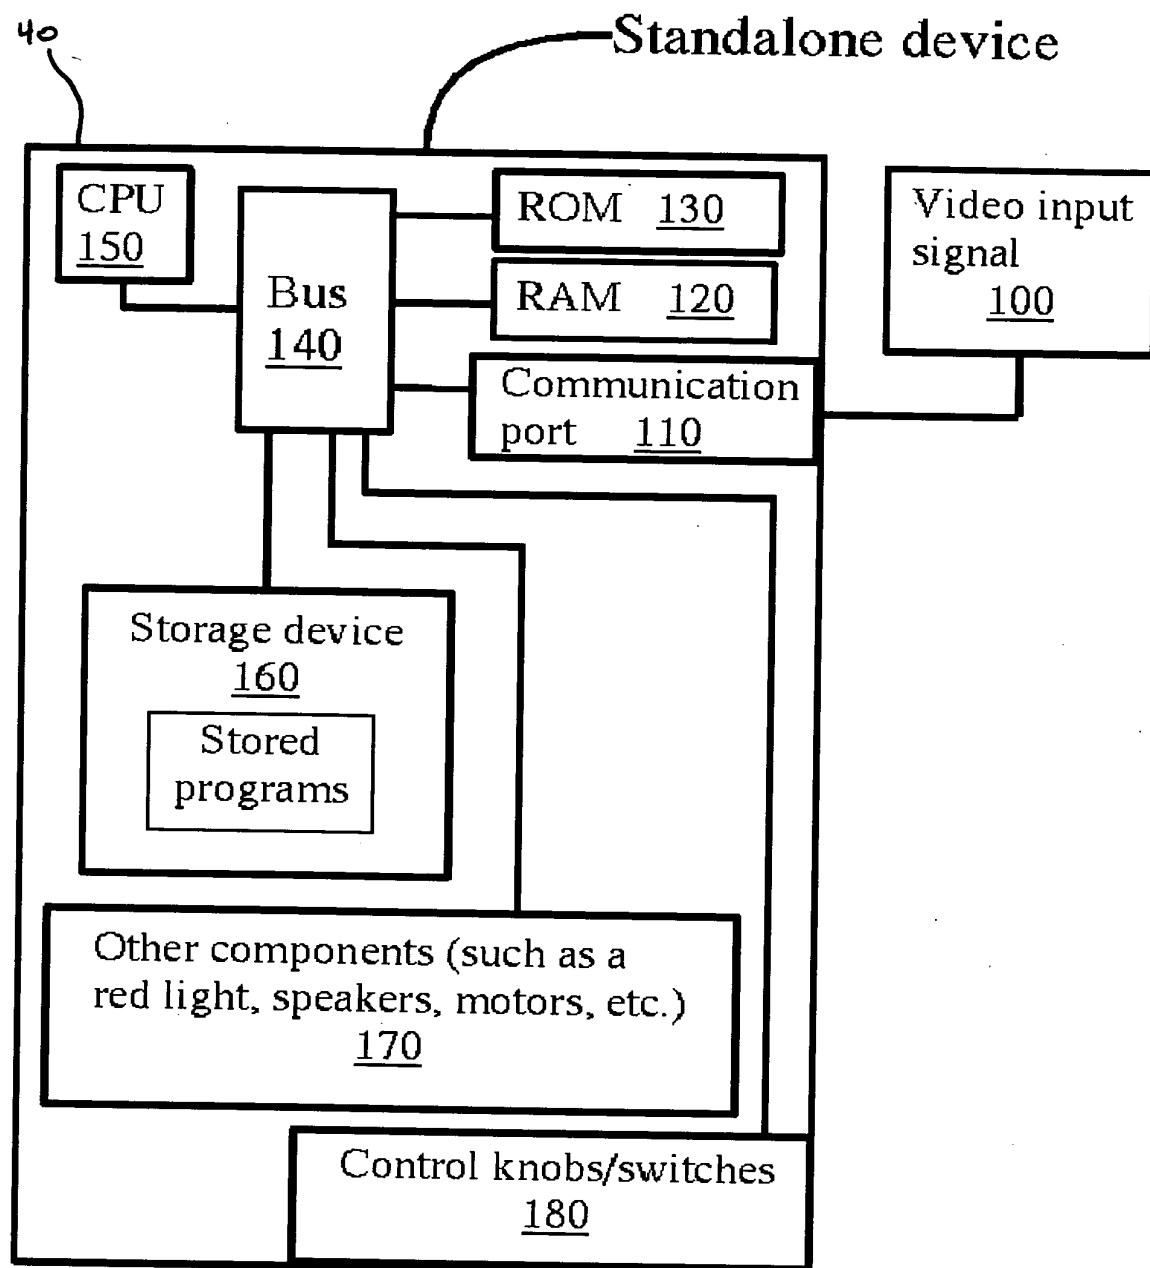 40
Standalone device
CPU
150
Bus
140
ROM 130
RAM 120
Communication
port 110
Video input
signal
100
Storage device
160
Stored
programs
Other components (such as a
red light, speakers, motors, etc.)
170
Control knobs/switches
180